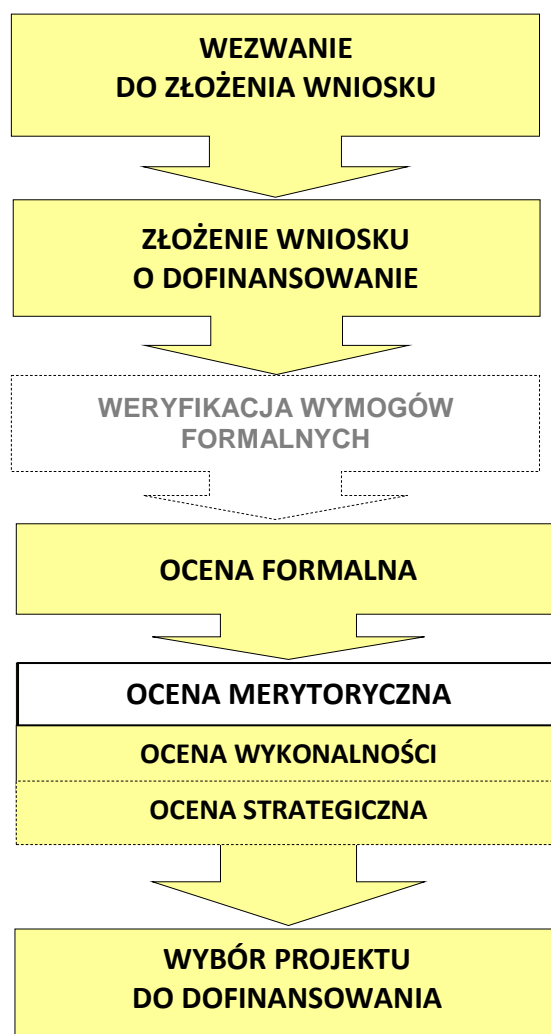 WEZWANIE
DO ZŁOŻENIA WNIOSKU
ZŁOŻENIE WNIOSKU
O DOFINANSOWANIE
WERYFIKACJA WYMOGÓW
FORMALNYCH
OCENA FORMALNA
OCENA MERYTORYCZNA
OCENA WYKONALNOŚCI
OCENA STRATEGICZNA
WYBÓR PROJEKTU
DO DOFINANSOWANIA